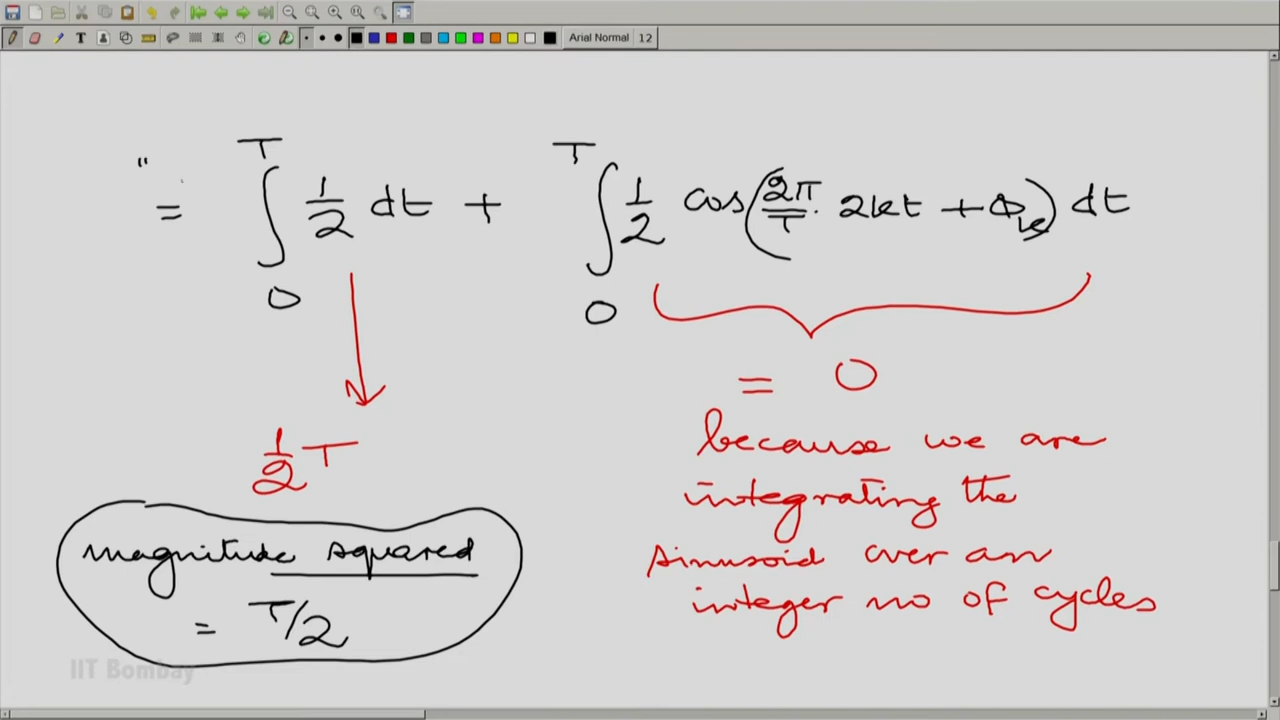 Arial Normal 12
" = ∫₀ᵀ 1/2 dt + ∫₀ᵀ 1/2 cos(2π/T · 2kt + Φₖ) dt
= 0
1/2 T
because we are
integrating the
sinusoid over an
integer no of cycles
magnitude squared
= T/2
IIT Bombay